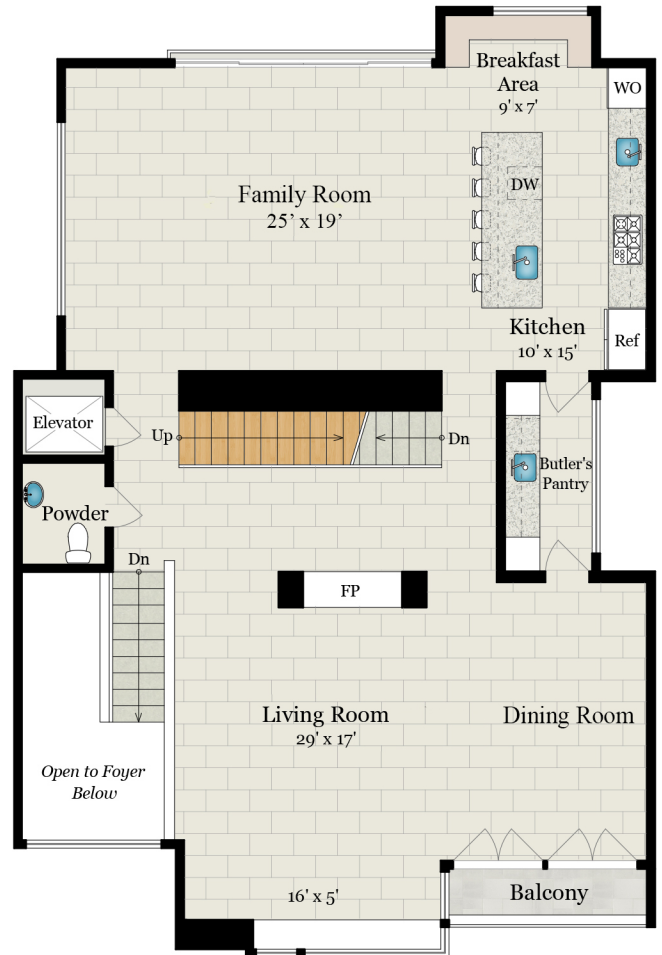 Breakfast
Area
9' x 7'
WO
DW
Family Room
25’ x 19’
Kitchen
10' x 15'
Ref
Elevator
Up
Dn
Butler's
Pantry
Powder
Dn
FP
Living Room
29' x 17'
Dining Room
Open to Foyer
Below
16' x 5'
Balcony